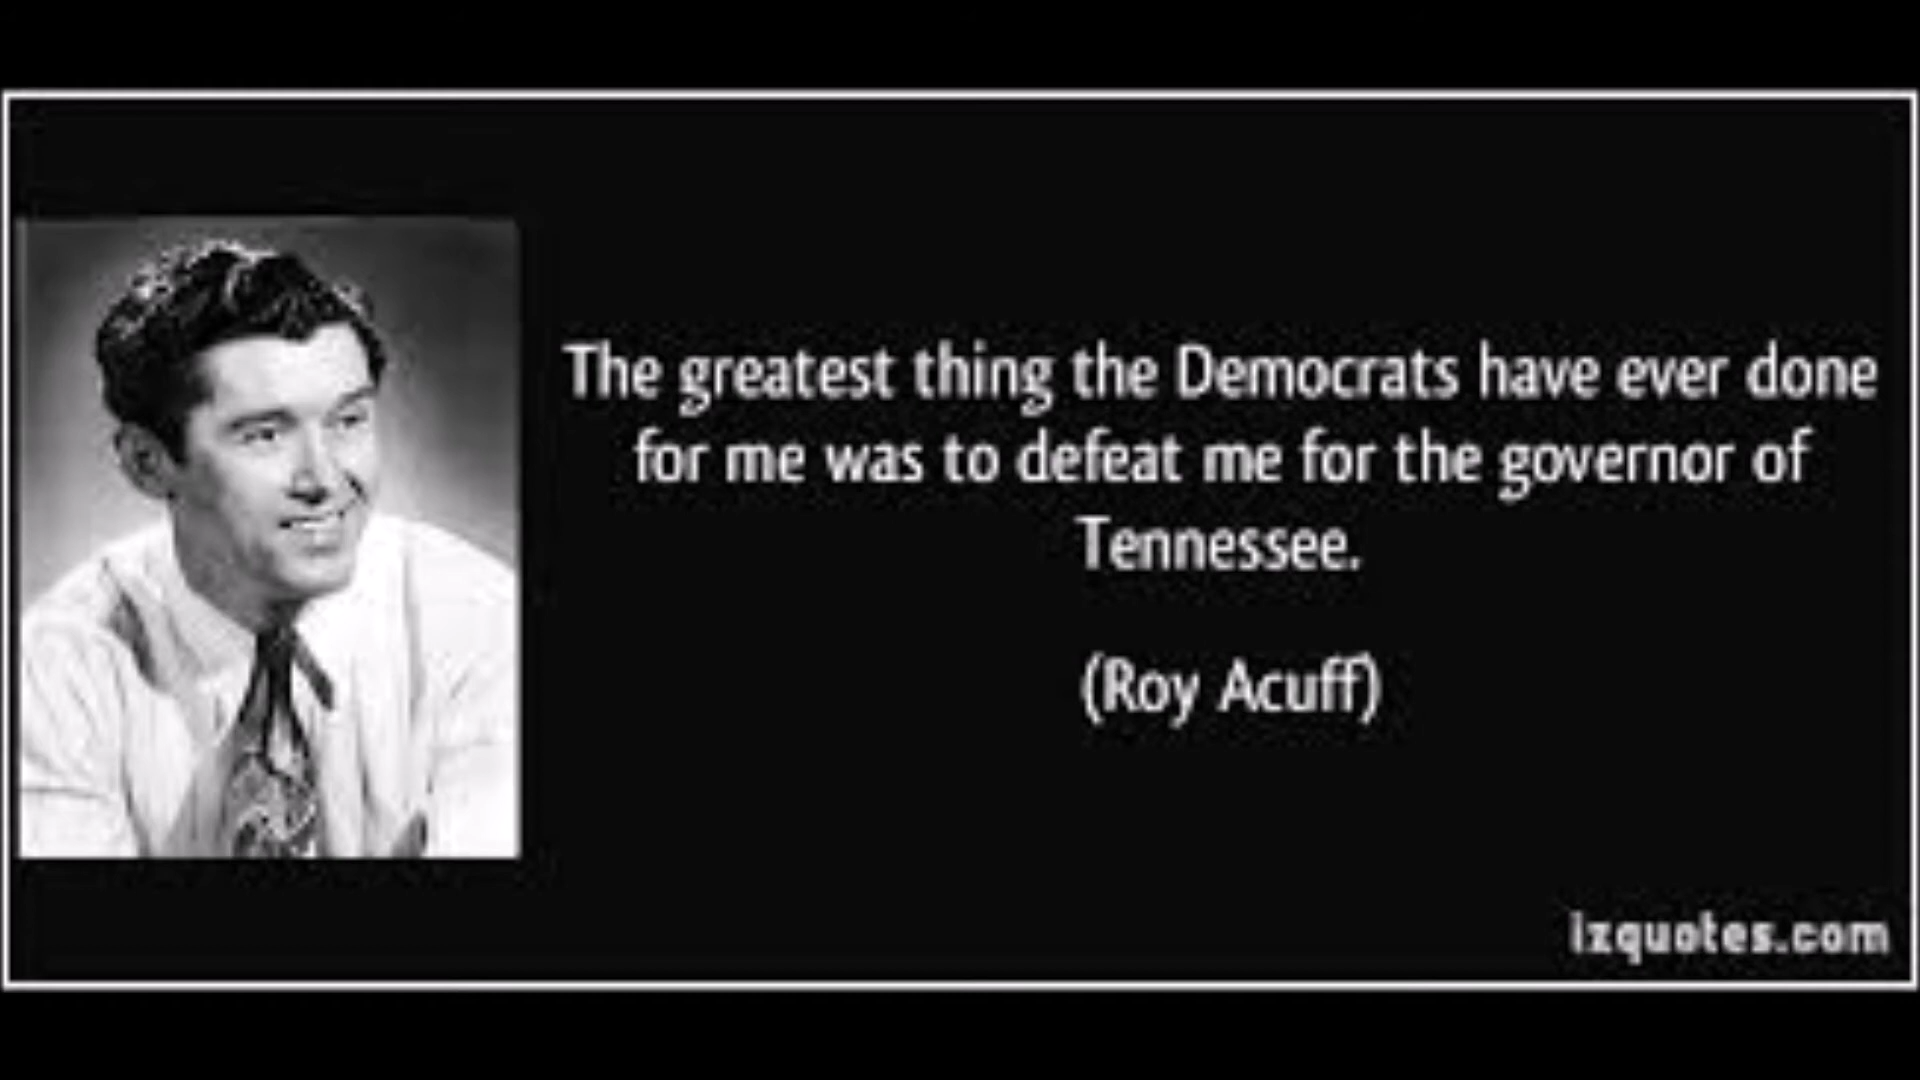 The greatest thing the Democrats have ever done
for me was to defeat me for the governor of
Tennessee.
(Roy Acuff)
izquotes.com